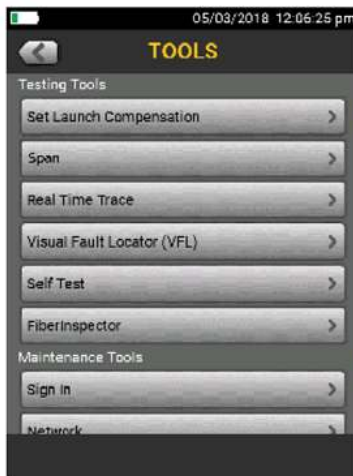 05/03/2018 12:06:25 pm
TOOLS
Testing Tools
Set Launch Compensation
Span
Real Time Trace
Visual Fault Locator (VFL)
Self Test
FiberInspector
Maintenance Tools
Sign In
Network